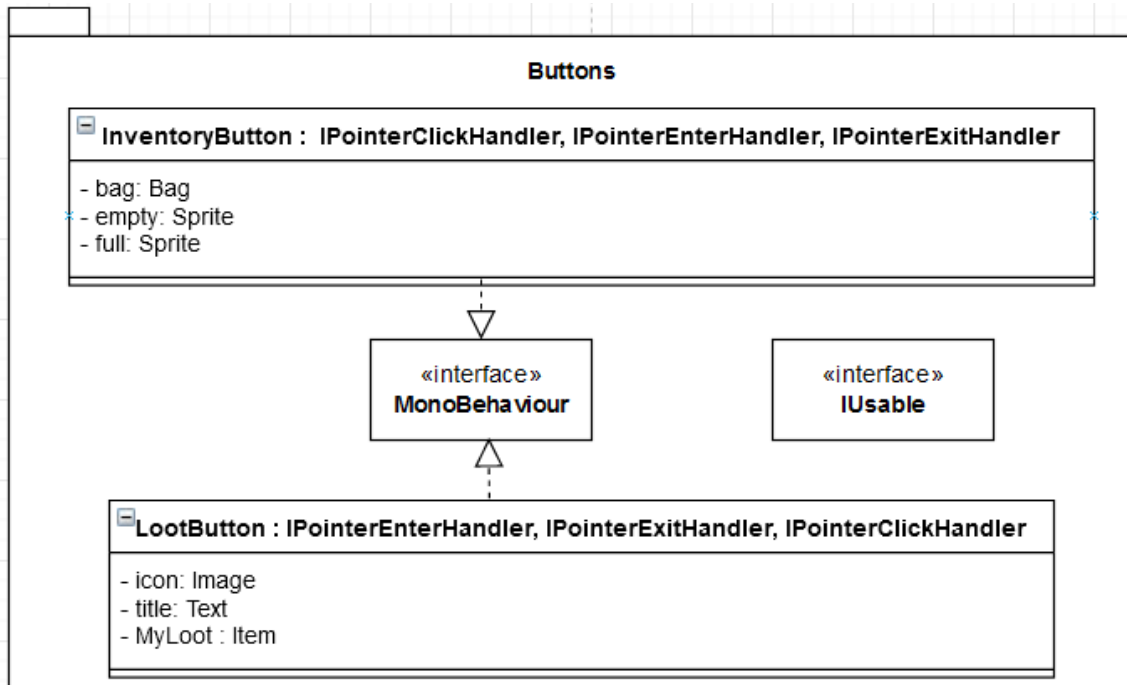 Buttons
InventoryButton : IPointerClickHandler, IPointerEnterHandler, IPointerExitHandler
- bag: Bag
- empty: Sprite
- full: Sprite
«interface»
MonoBehaviour
«interface»
IUsable
LootButton : IPointerEnterHandler, IPointerExitHandler, IPointerClickHandler
- icon: Image
- title: Text
- MyLoot : Item